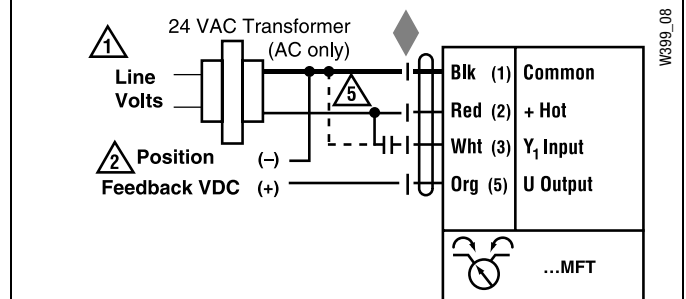 24 VAC Transformer
(AC only)
1
Line
Volts
5
2
Position (–)
Feedback VDC (+)
Blk (1) Common
Red (2) + Hot
Wht (3) Y1 Input
Org (5) U Output
...MFT
W399_08